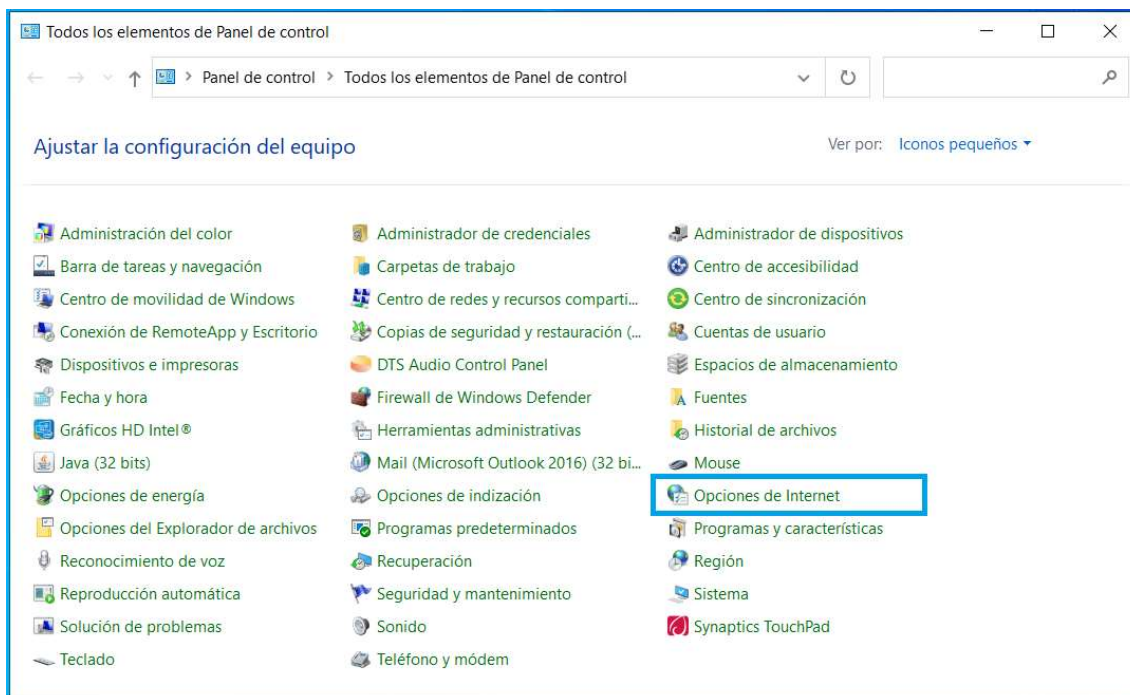 Todos los elementos de Panel de control
Panel de control > Todos los elementos de Panel de control
Ajustar la configuración del equipo
Ver por: Iconos pequeños
Administración del color
Administrador de credenciales
Administrador de dispositivos
Barra de tareas y navegación
Carpetas de trabajo
Centro de accesibilidad
Centro de movilidad de Windows
Centro de redes y recursos comparti...
Centro de sincronización
Conexión de RemoteApp y Escritorio
Copias de seguridad y restauración (...
Cuentas de usuario
Dispositivos e impresoras
DTS Audio Control Panel
Espacios de almacenamiento
Fecha y hora
Firewall de Windows Defender
Fuentes
Gráficos HD Intel®
Herramientas administrativas
Historial de archivos
Java (32 bits)
Mail (Microsoft Outlook 2016) (32 bi...
Mouse
Opciones de energía
Opciones de indización
Opciones de Internet
Opciones del Explorador de archivos
Programas predeterminados
Programas y características
Reconocimiento de voz
Recuperación
Región
Reproducción automática
Seguridad y mantenimiento
Sistema
Solución de problemas
Sonido
Synaptics TouchPad
Teclado
Teléfono y módem